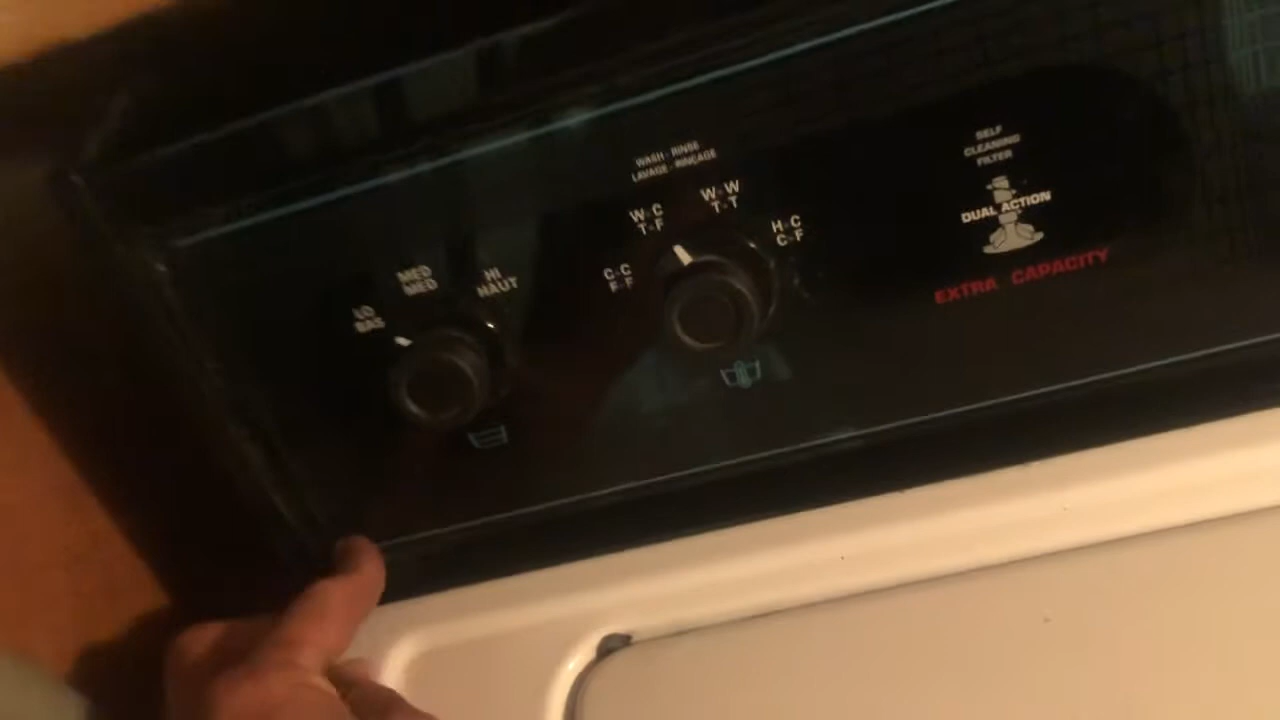 LO
BAS
MED
MED
HI
HAUT
WASH - RINSE
LAVAGE - RINÇAGE
C-C
F-F
W-C
T-F
W-W
T-T
H-C
C-F
SELF
CLEANING
FILTER
DUAL ACTION
EXTRA CAPACITY